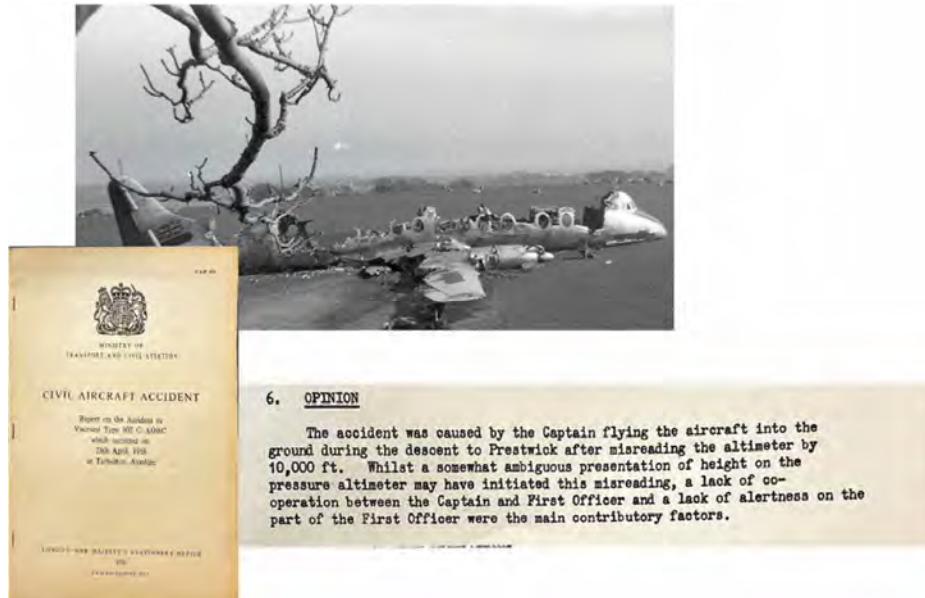 MINISTRY OF
TRANSPORT AND CIVIL AVIATION
CIVIL AIRCRAFT ACCIDENT
Report on the Accident to
Viscount Type 802 G-AORC
which occurred on
28th April, 1958
at Tarbolton, Ayrshire
LONDON: HER MAJESTY'S STATIONERY OFFICE
6. OPINION
The accident was caused by the Captain flying the aircraft into the
ground during the descent to Prestwick after misreading the altimeter by
10,000 ft. Whilst a somewhat ambiguous presentation of height on the
pressure altimeter may have initiated this misreading, a lack of co-
operation between the Captain and First Officer and a lack of alertness on the
part of the First Officer were the main contributory factors.